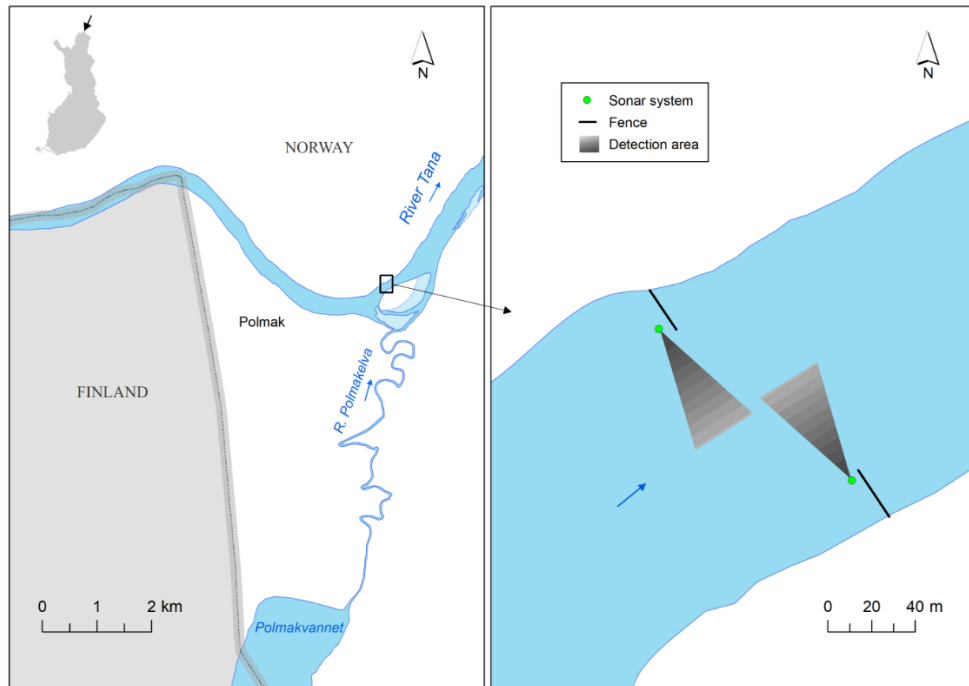 N
NORWAY
River Tana
Polmak
FINLAND
R. Polmakelva
Polmakvannet
0 1 2 km
N
Sonar system
Fence
Detection area
0 20 40 m